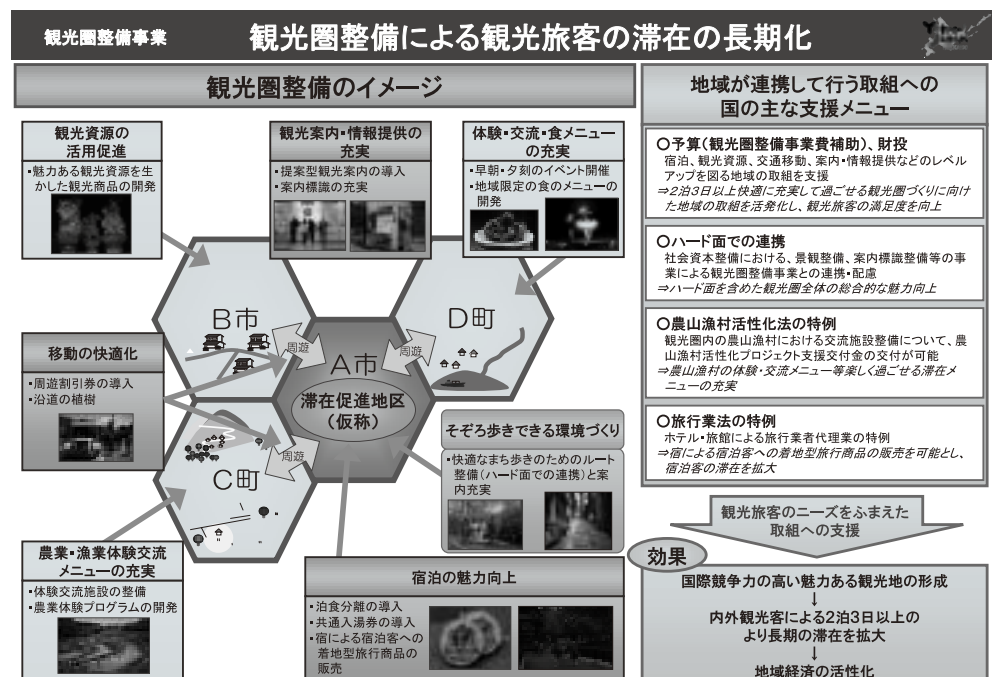 観光圏整備事業
観光圏整備による観光旅客の滞在の長期化
観光圏整備のイメージ
観光資源の
活用促進
・魅力ある観光資源を生
かした観光商品の開発
観光案内・情報提供の
充実
・提案型観光案内の導入
・案内標識の充実
体験・交流・食メニュー
の充実
・早朝・夕刻のイベント開催
・地域限定の食のメニューの
開発
B市
周遊
A市
周遊
D町
滞在促進地区
（仮称）
移動の快適化
・周遊割引券の導入
・沿道の植樹
C町
周遊
そぞろ歩きできる環境づくり
・快適なまち歩きのためのルート
整備（ハード面での連携）と案
内充実
農業・漁業体験交流
メニューの充実
・体験交流施設の整備
・農業体験プログラムの開発
宿泊の魅力向上
・泊食分離の導入
・共通入湯券の導入
・宿による宿泊客への
着地型旅行商品の
販売
地域が連携して行う取組への
国の主な支援メニュー
○予算（観光圏整備事業費補助）、財投
宿泊、観光資源、交通移動、案内・情報提供などのレベル
アップを図る地域の取組を支援
⇒2泊3日以上快適に充実して過ごせる観光圏づくりに向け
た地域の取組を活発化し、観光旅客の満足度を向上
○ハード面での連携
社会資本整備における、景観整備、案内標識整備等の事
業による観光圏整備事業との連携・配慮
⇒ハード面を含めた観光圏全体の総合的な魅力向上
○農山漁村活性化法の特例
観光圏内の農山漁村における交流施設整備について、農
山漁村活性化プロジェクト支援交付金の交付が可能
⇒農山漁村の体験・交流メニュー等楽しく過ごせる滞在メ
ニューの充実
○旅行業法の特例
ホテル・旅館による旅行業者代理業の特例
⇒宿による宿泊客への着地型旅行商品の販売を可能とし、
宿泊客の滞在を拡大
観光旅客のニーズをふまえた
取組への支援
効果
国際競争力の高い魅力ある観光地の形成
↓
内外観光客による2泊3日以上の
より長期の滞在を拡大
↓
地域経済の活性化